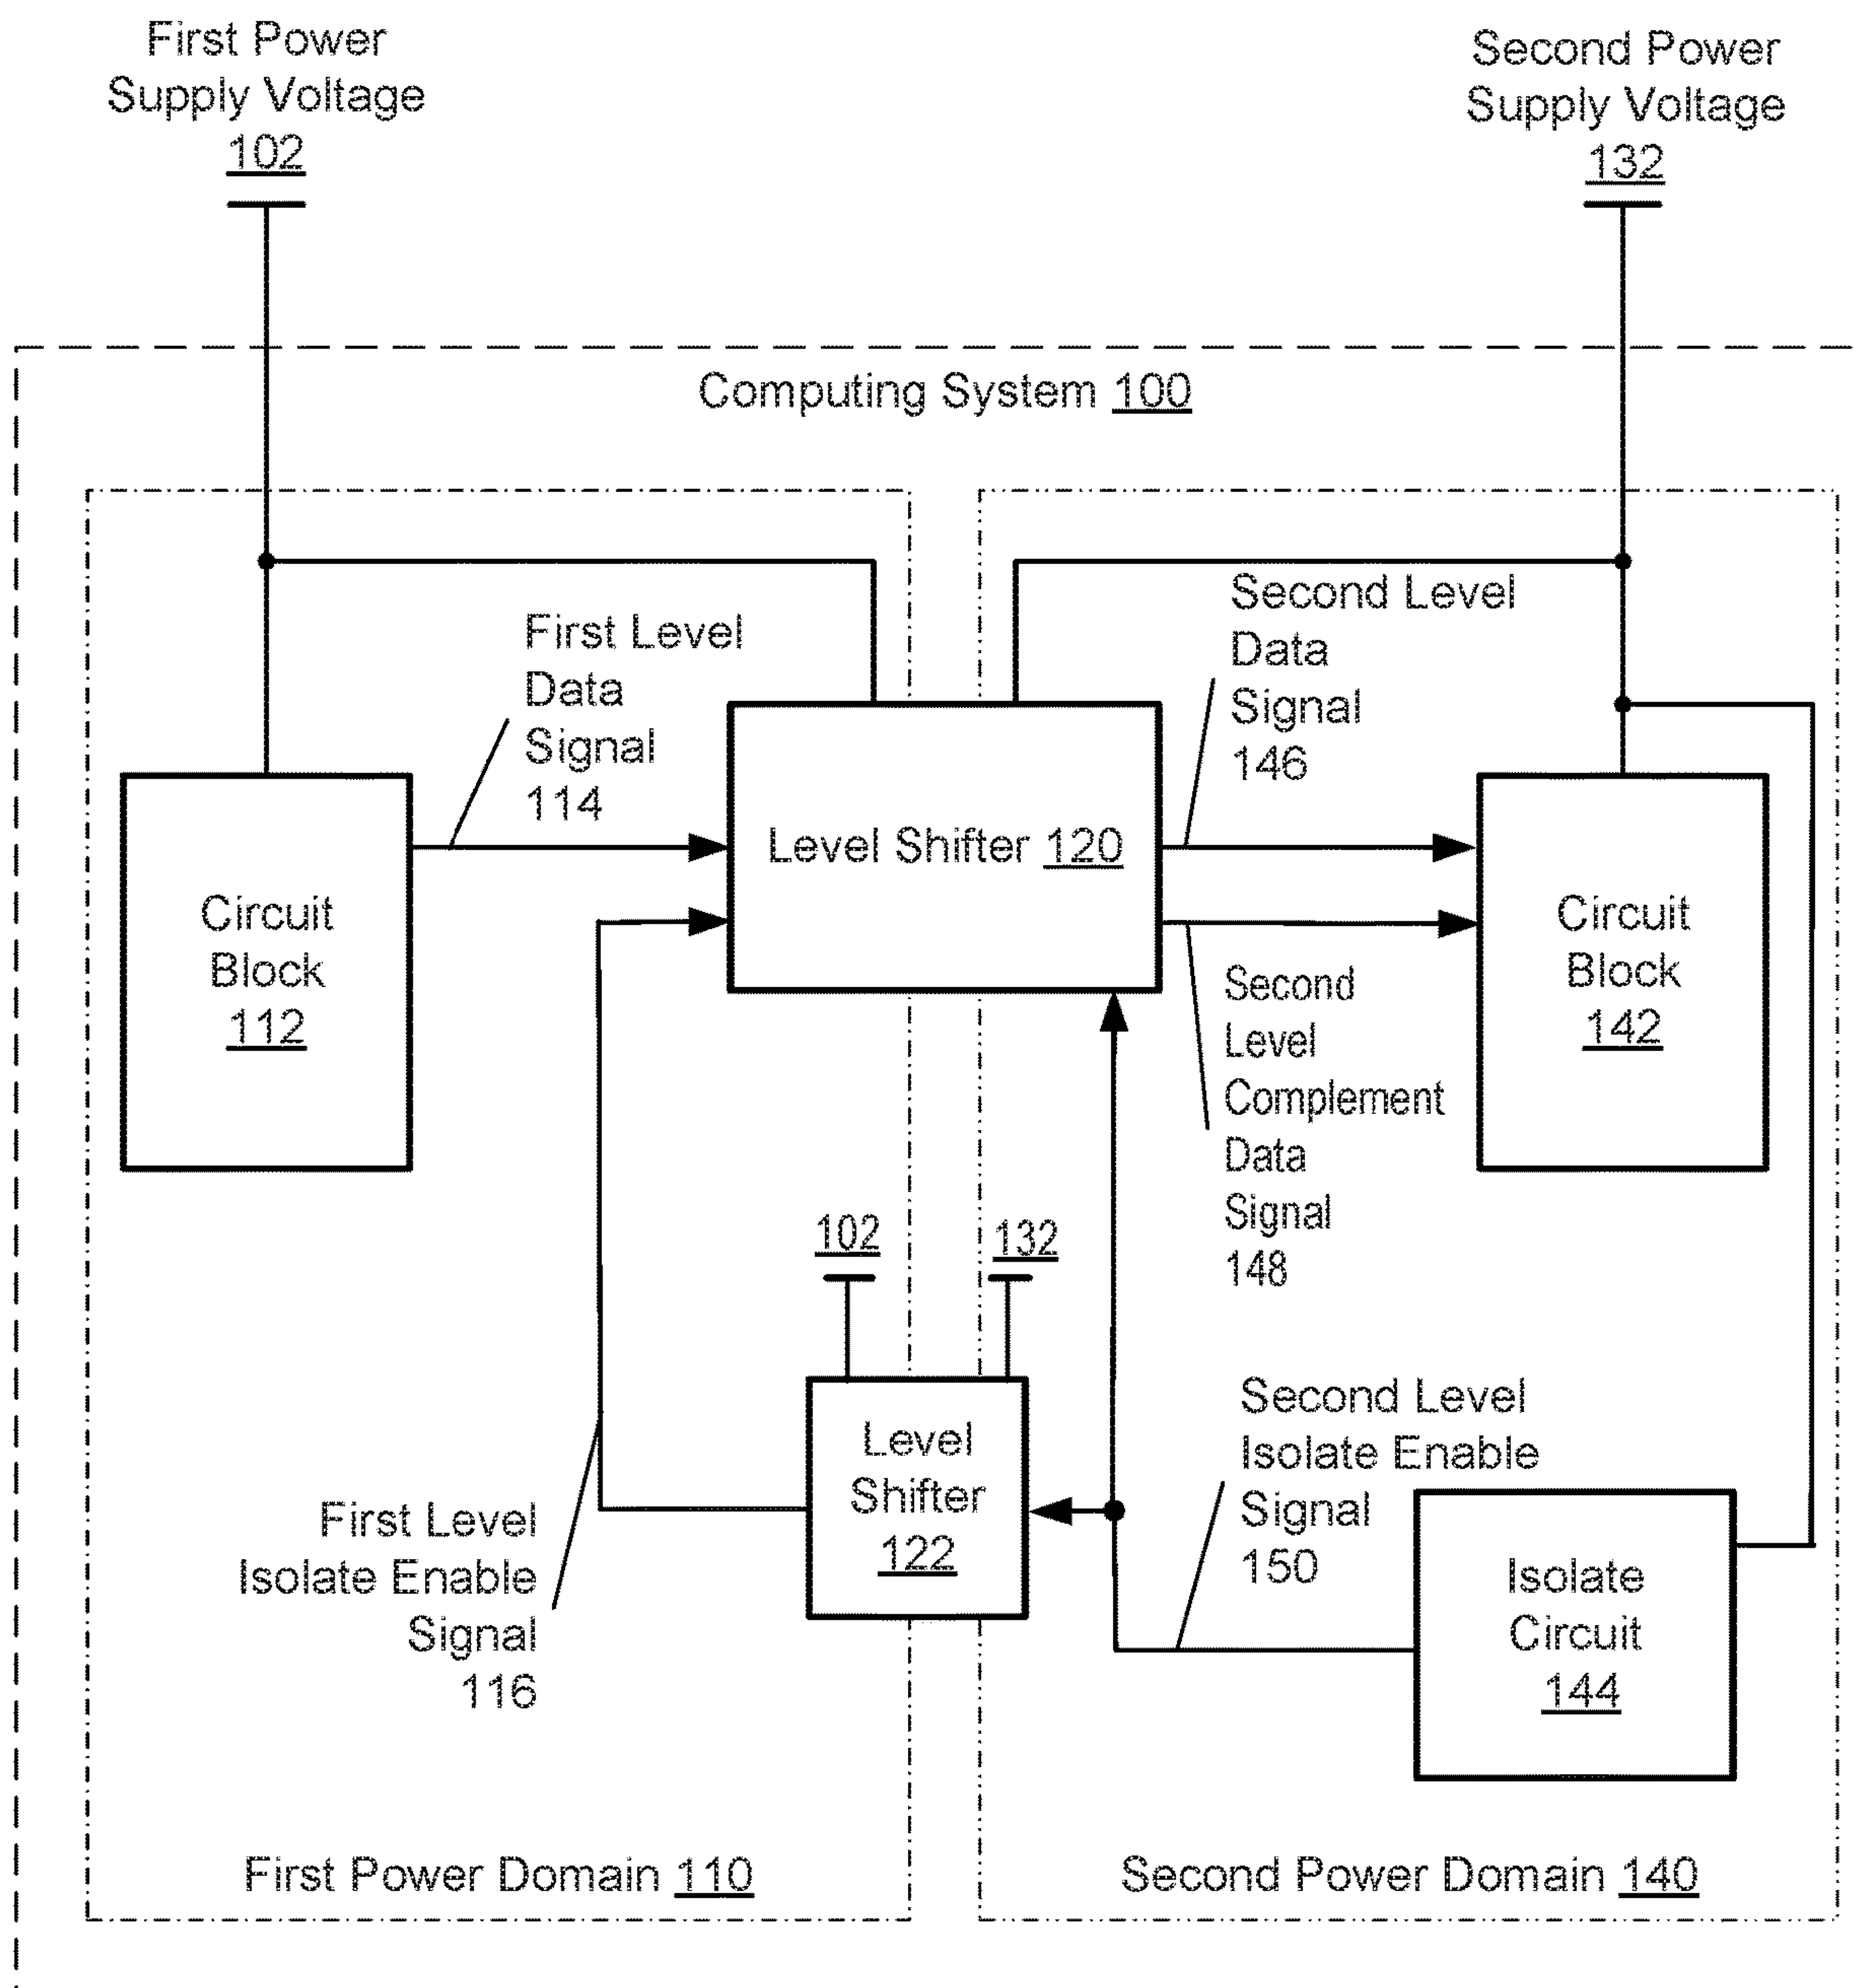 First Power
Supply Voltage
102
Second Power
Supply Voltage
132
Computing System 100
First Level
Data
Signal
114
Second Level
Data
Signal
146
Level Shifter 120
Circuit
Block
112
Circuit
Block
142
Second
Level
Complement
Data
Signal
148
102
132
Level
Shifter
122
First Level
Isolate Enable
Signal
116
Second Level
Isolate Enable
Signal
150
Isolate
Circuit
144
First Power Domain 110
Second Power Domain 140